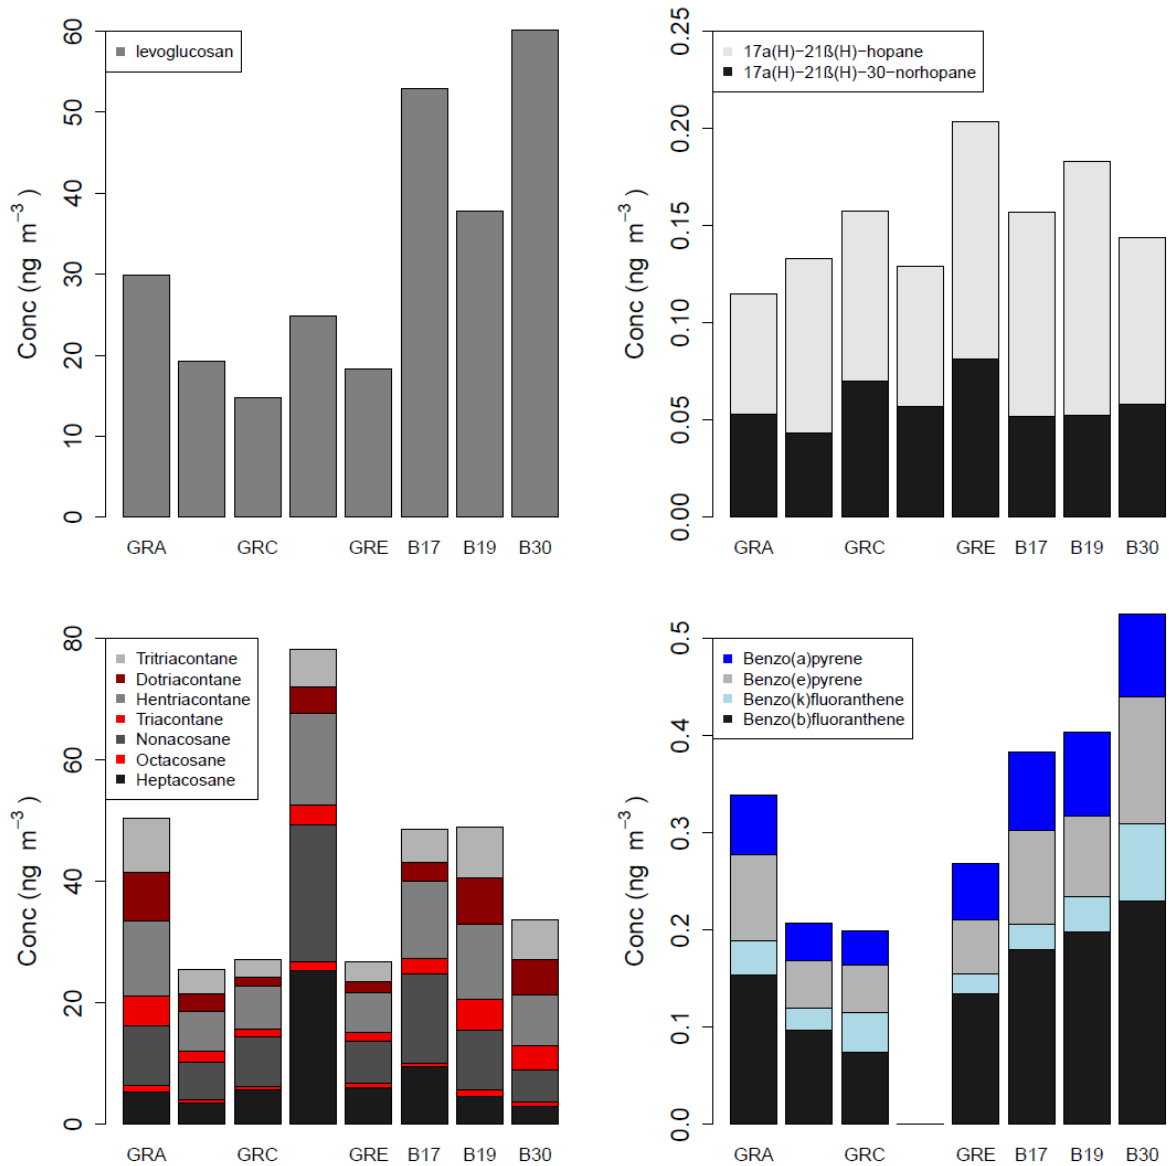 levoglucosan
Conc (ng m⁻³ )
0
10
20
30
40
50
60
GRA GRC GRE B17 B19 B30
17a(H)−21ß(H)−hopane
17a(H)−21ß(H)−30−norhopane
Conc (ng m⁻³ )
0.00
0.05
0.10
0.15
0.20
0.25
GRA GRC GRE B17 B19 B30
Tritriacontane
Dotriacontane
Hentriacontane
Triacontane
Nonacosane
Octacosane
Heptacosane
Conc (ng m⁻³ )
0
20
40
60
80
GRA GRC GRE B17 B19 B30
Benzo(a)pyrene
Benzo(e)pyrene
Benzo(k)fluoranthene
Benzo(b)fluoranthene
Conc (ng m⁻³ )
0.0
0.1
0.2
0.3
0.4
0.5
GRA GRC GRE B17 B19 B30